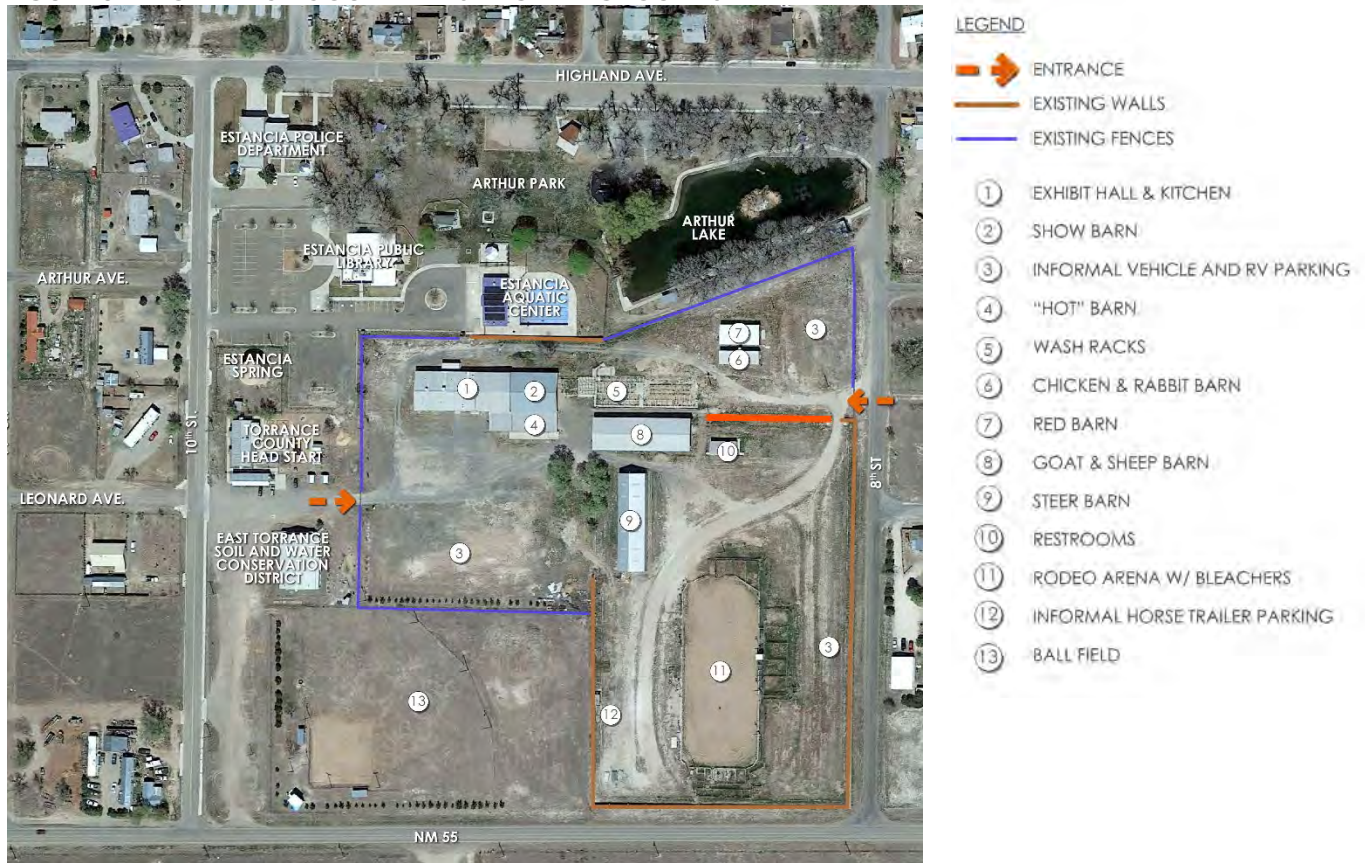 HIGHLAND AVE.
ESTANCIA POLICE
DEPARTMENT
ARTHUR PARK
ARTHUR
LAKE
ESTANCIA PUBLIC
LIBRARY
ARTHUR AVE.
ESTANCIA
AQUATIC
CENTER
ESTANCIA
SPRING
10th ST
TORRANCE
COUNTY
HEAD START
LEONARD AVE.
8th ST
EAST TORRANCE
SOIL AND WATER
CONSERVATION
DISTRICT
NM 55
7
3
6
1
2
5
4
8
10
9
3
3
11
12
13
LEGEND
ENTRANCE
EXISTING WALLS
EXISTING FENCES
1 EXHIBIT HALL & KITCHEN
2 SHOW BARN
3 INFORMAL VEHICLE AND RV PARKING
4 "HOT" BARN
5 WASH RACKS
6 CHICKEN & RABBIT BARN
7 RED BARN
8 GOAT & SHEEP BARN
9 STEER BARN
10 RESTROOMS
11 RODEO ARENA W/ BLEACHERS
12 INFORMAL HORSE TRAILER PARKING
13 BALL FIELD